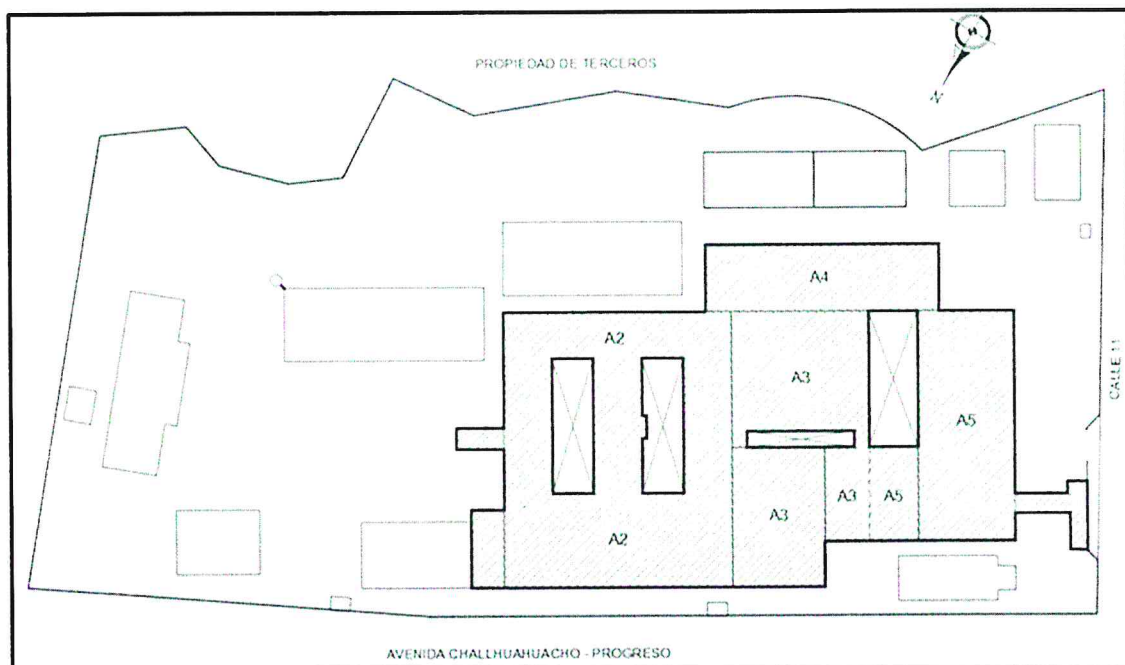 PROPIEDAD DE TERCEROS
N
A4
A2
A3
A5
CALLE 11
A3
A3
A5
A2
AVENIDA CHALLHUAHUACHO - PROGRESO